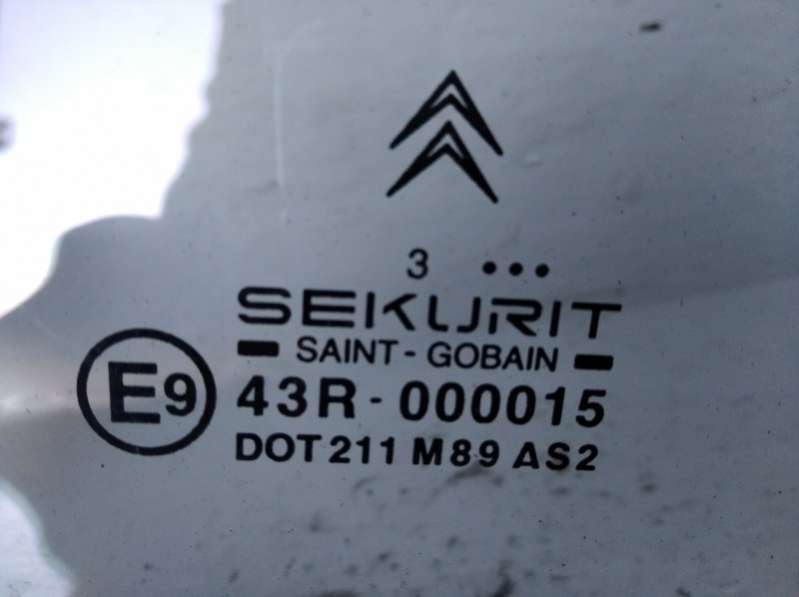 3 •••
SEKURIT
SAINT - GOBAIN
E9 43R - 000015
DOT 211 M89 AS2